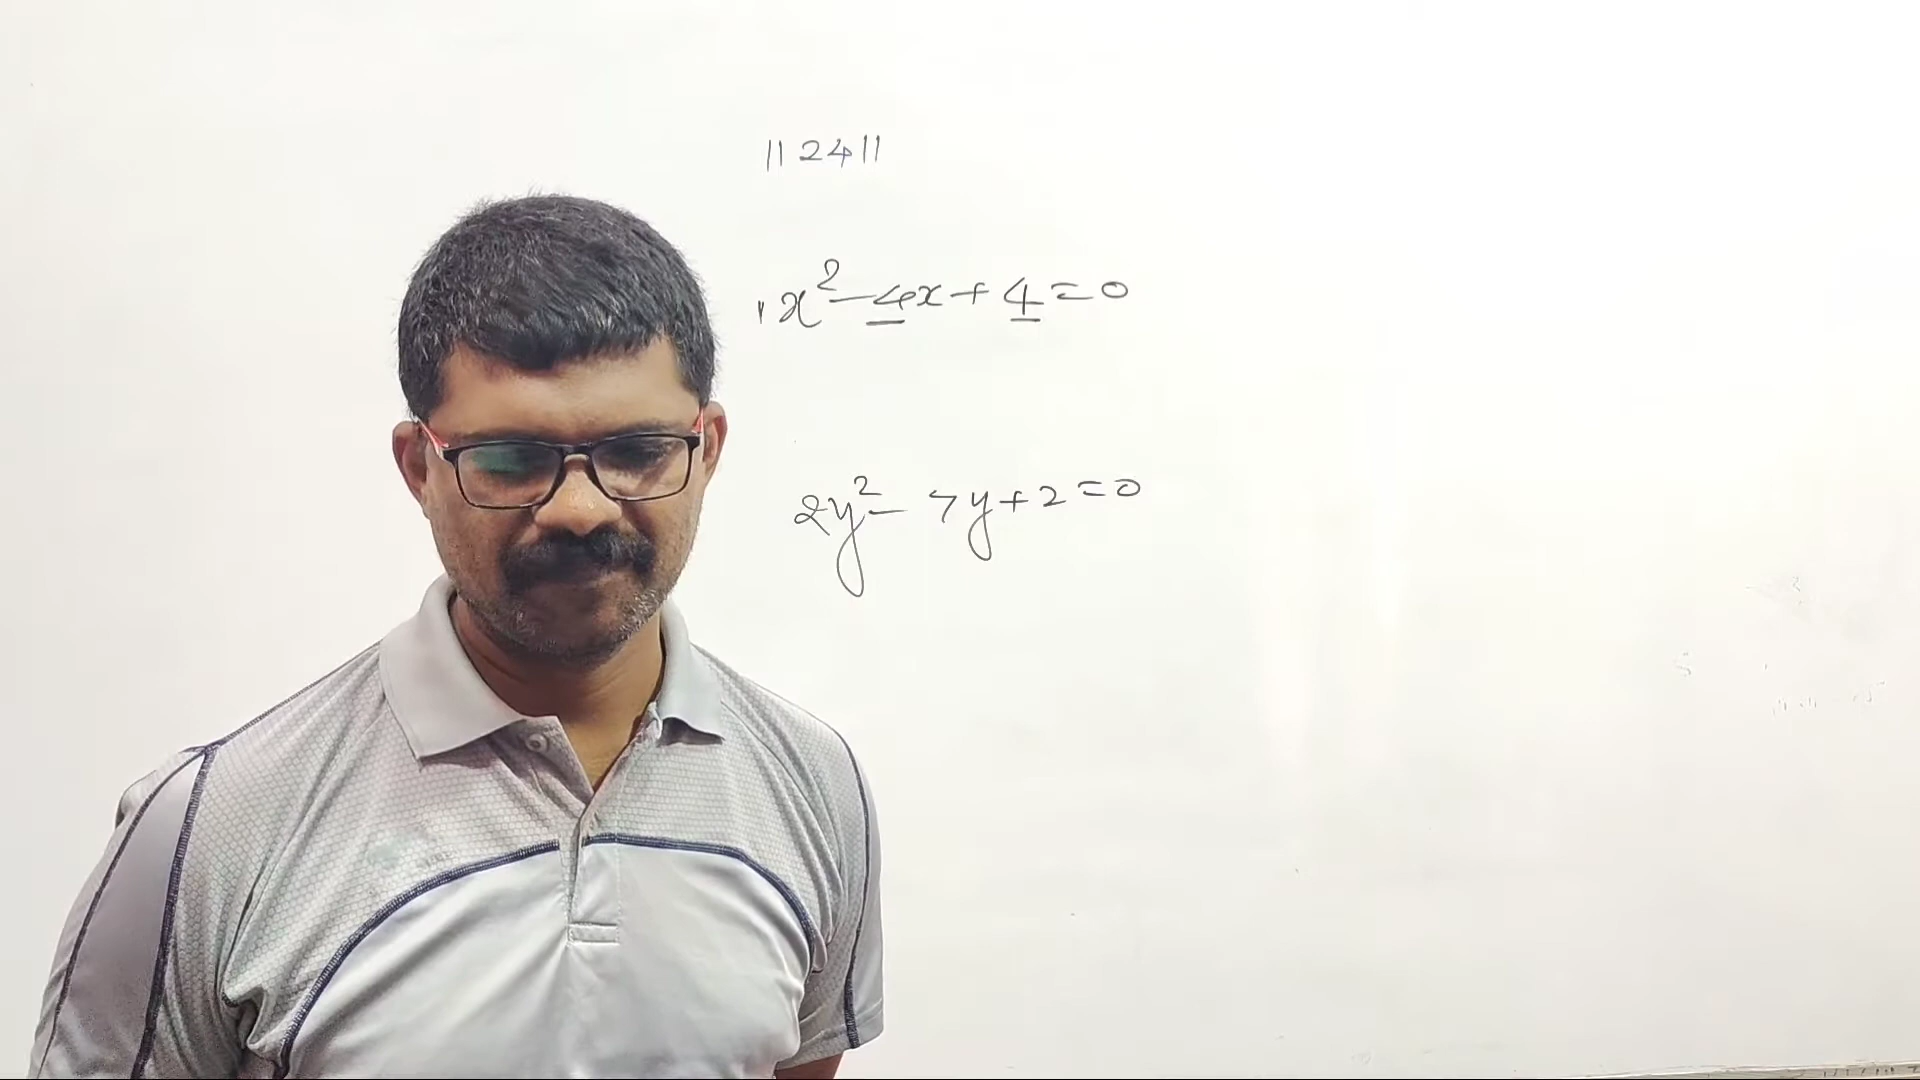 112411
x² - 4x + 4 = 0
2y² - 7y + 2 = 0